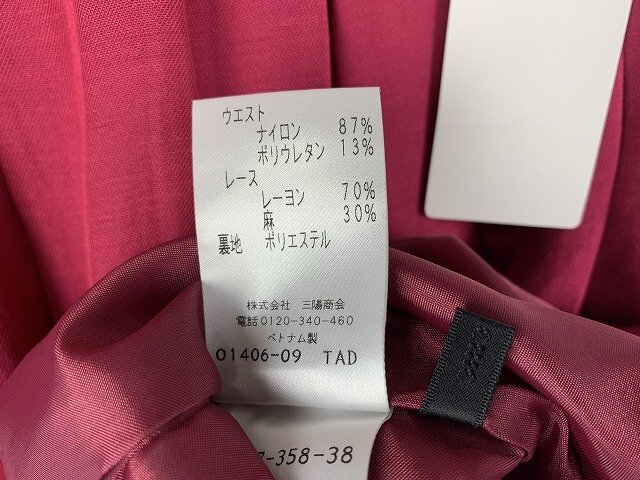 ウエスト
ナイロン 87%
ポリウレタン 13%
レース
レーヨン 70%
麻 30%
裏地 ポリエステル
株式会社 三陽商会
電話0120-340-460
ベトナム製
01406-09 TAD
-358-38